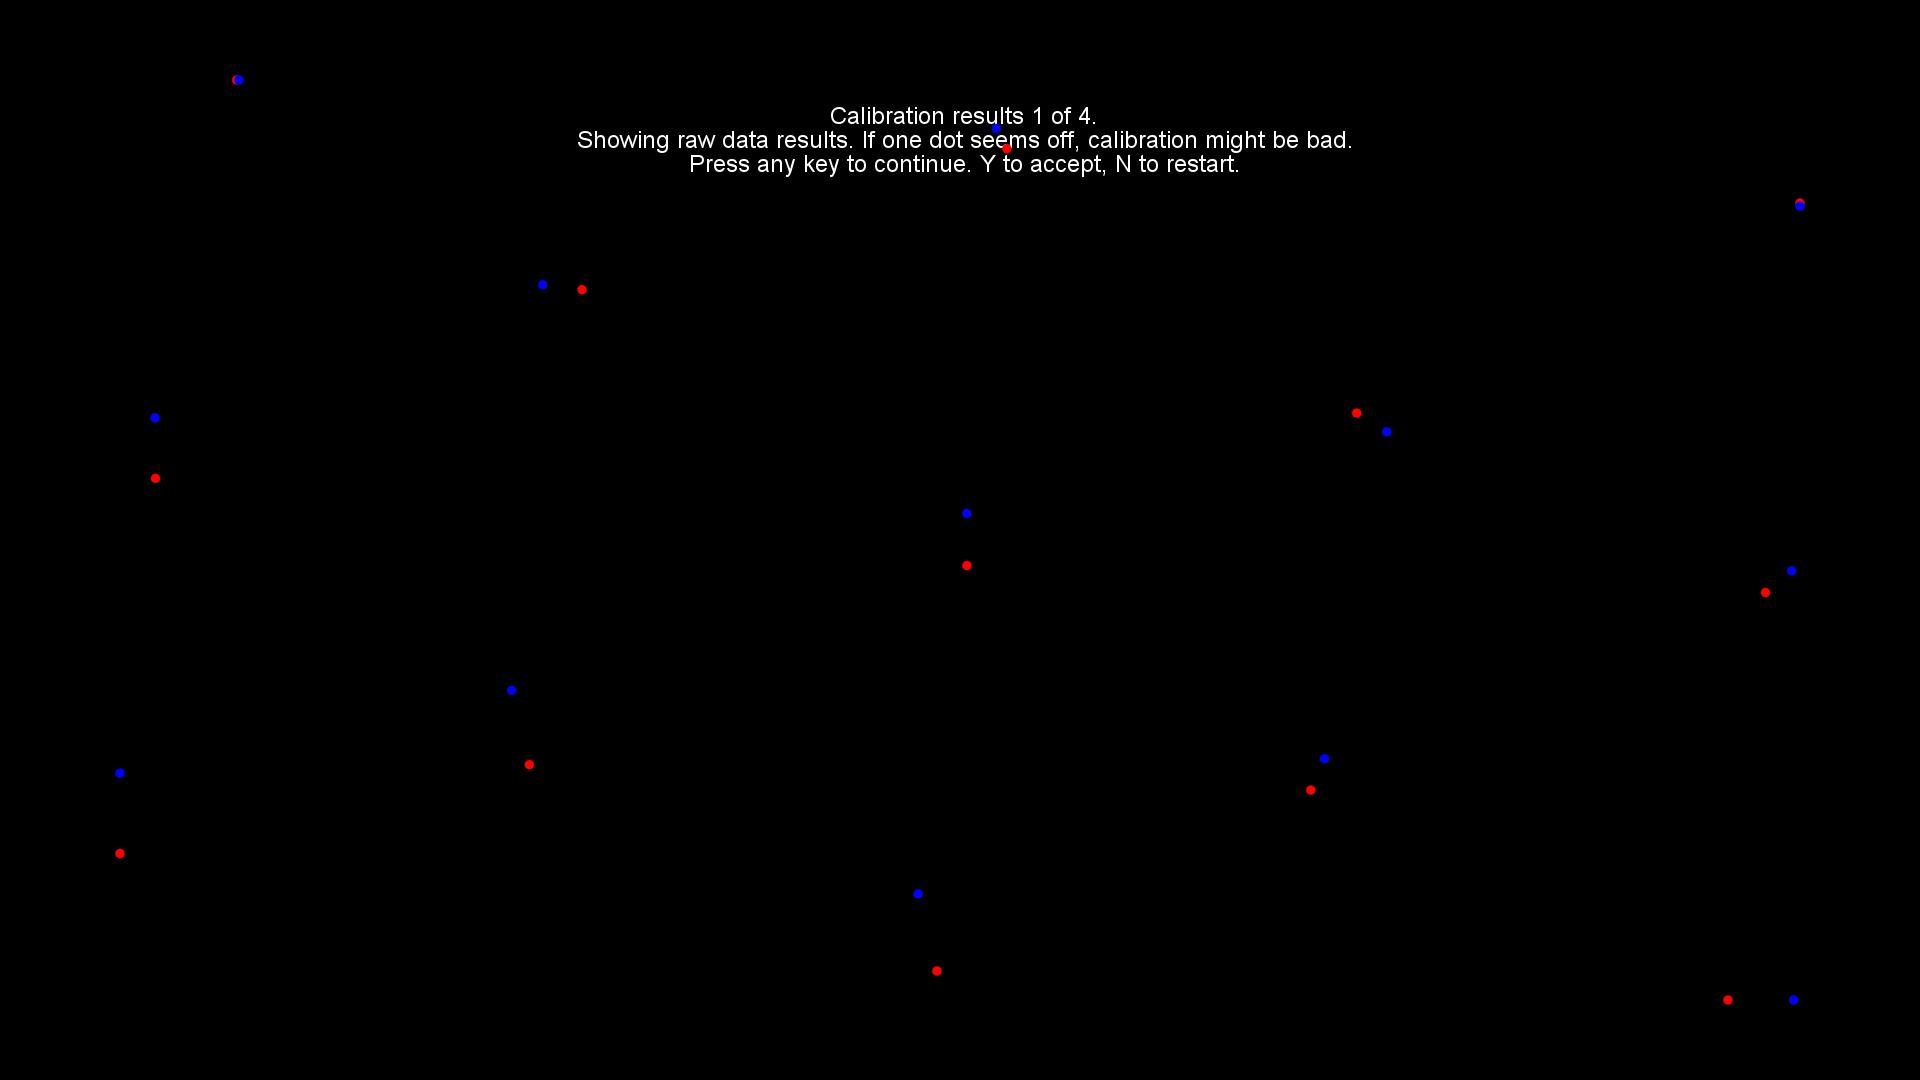 Calibration results 1 of 4.
Showing raw data results. If one dot seems off, calibration might be bad.
Press any key to continue. Y to accept, N to restart.